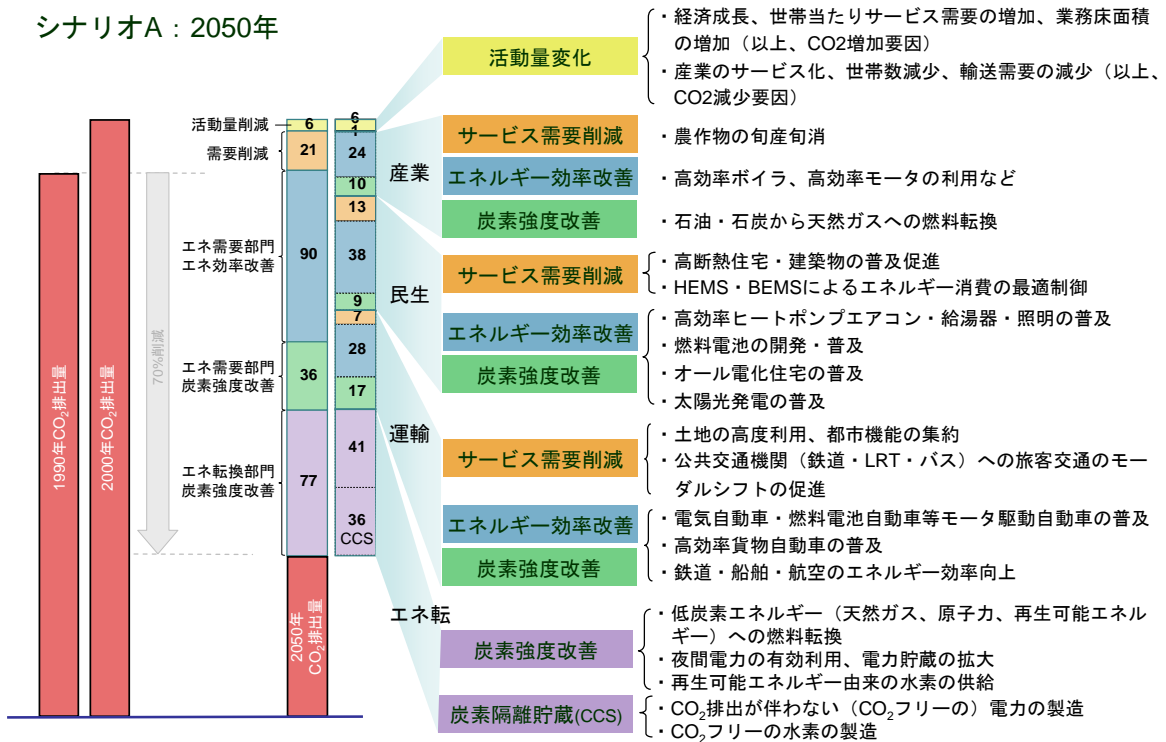 シナリオA：2050年
1990年CO2排出量
2000年CO2排出量
70%削減
活動量削減
需要削減
エネ需要部門
エネ効率改善
エネ需要部門
炭素強度改善
エネ転換部門
炭素強度改善
6
21
90
36
77
2050年
CO2排出量
6
1
24
10
13
38
9
7
28
17
41
36
CCS
活動量変化
・経済成長、世帯当たりサービス需要の増加、業務床面積
の増加（以上、CO2増加要因）
・産業のサービス化、世帯数減少、輸送需要の減少（以上、
CO2減少要因）
産業
サービス需要削減
・農作物の旬産旬消
エネルギー効率改善
・高効率ボイラ、高効率モータの利用など
炭素強度改善
・石油・石炭から天然ガスへの燃料転換
民生
サービス需要削減
・高断熱住宅・建築物の普及促進
・HEMS・BEMSによるエネルギー消費の最適制御
エネルギー効率改善
炭素強度改善
・高効率ヒートポンプエアコン・給湯器・照明の普及
・燃料電池の開発・普及
・オール電化住宅の普及
・太陽光発電の普及
運輸
サービス需要削減
・土地の高度利用、都市機能の集約
・公共交通機関（鉄道・LRT・バス）への旅客交通のモー
ダルシフトの促進
エネルギー効率改善
炭素強度改善
・電気自動車・燃料電池自動車等モータ駆動自動車の普及
・高効率貨物自動車の普及
・鉄道・船舶・航空のエネルギー効率向上
エネ転
炭素強度改善
・低炭素エネルギー（天然ガス、原子力、再生可能エネル
ギー）への燃料転換
・夜間電力の有効利用、電力貯蔵の拡大
・再生可能エネルギー由来の水素の供給
炭素隔離貯蔵(CCS)
・CO2排出が伴わない（CO2フリーの）電力の製造
・CO2フリーの水素の製造